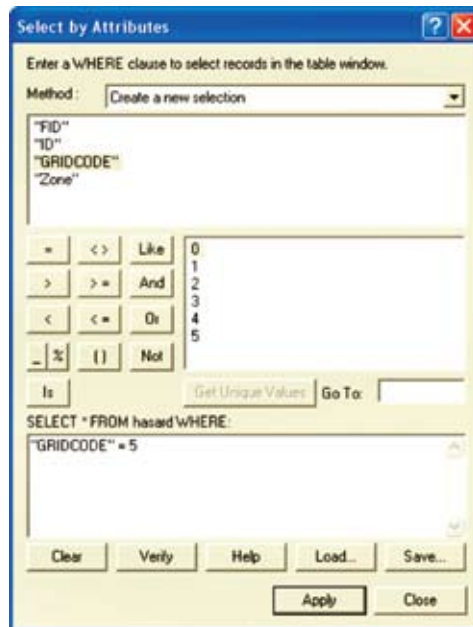 Select by Attributes
Enter a WHERE clause to select records in the table window.
Method : Create a new selection
"FID"
"ID"
"GRIDCODE"
"Zone"
= < > Like
> > = And
< < = Or
_ % ( ) Not
Is
0
1
2
3
4
5
Get Unique Values Go To:
SELECT * FROM hasard WHERE:
"GRIDCODE" = 5
Clear Verify Help Load... Save...
Apply Close